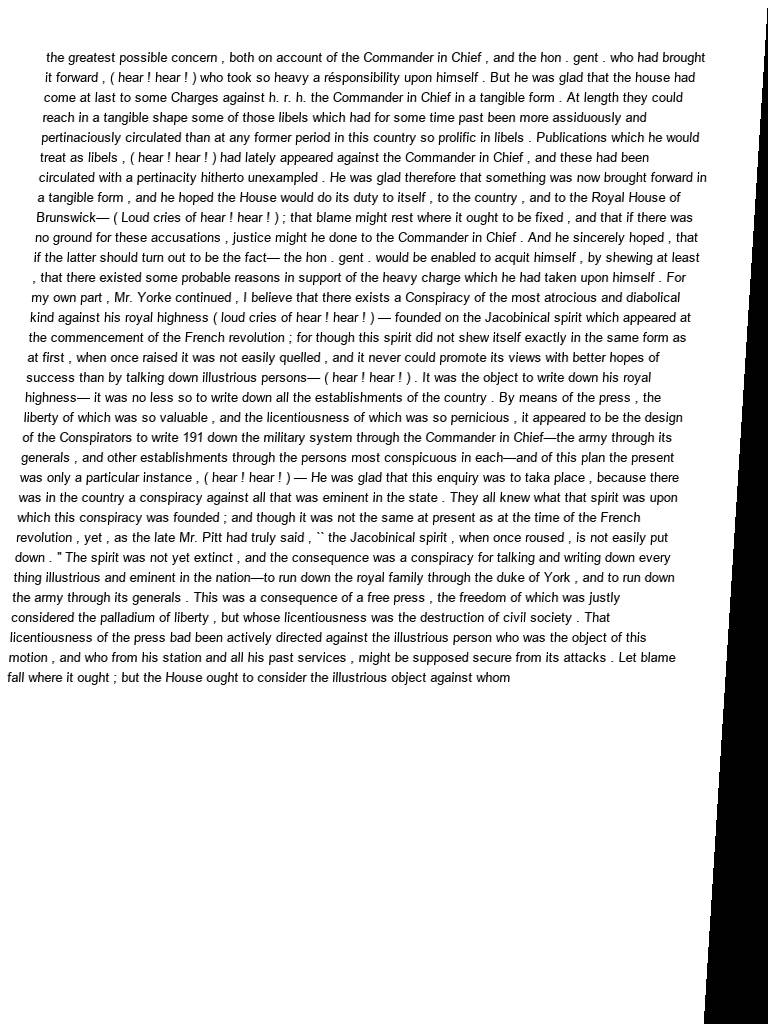 the greatest possible concern , both on account of the Commander in Chief , and the hon . gent . who had brought
it forward , ( hear ! hear ! ) who took so heavy a résponsibility upon himself . But he was glad that the house had
come at last to some Charges against h. r. h. the Commander in Chief in a tangible form . At length they could
reach in a tangible shape some of those libels which had for some time past been more assiduously and
pertinaciously circulated than at any former period in this country so prolific in libels . Publications which he would
treat as libels , ( hear ! hear ! ) had lately appeared against the Commander in Chief , and these had been
circulated with a pertinacity hitherto unexampled . He was glad therefore that something was now brought forward in
a tangible form , and he hoped the House would do its duty to itself , to the country , and to the Royal House of
Brunswick— ( Loud cries of hear ! hear ! ) ; that blame might rest where it ought to be fixed , and that if there was
no ground for these accusations , justice might he done to the Commander in Chief . And he sincerely hoped , that
if the latter should turn out to be the fact— the hon . gent . would be enabled to acquit himself , by shewing at least
, that there existed some probable reasons in support of the heavy charge which he had taken upon himself . For
my own part , Mr. Yorke continued , I believe that there exists a Conspiracy of the most atrocious and diabolical
kind against his royal highness ( loud cries of hear ! hear ! ) — founded on the Jacobinical spirit which appeared at
the commencement of the French revolution ; for though this spirit did not shew itself exactly in the same form as
at first , when once raised it was not easily quelled , and it never could promote its views with better hopes of
success than by talking down illustrious persons— ( hear ! hear ! ) . It was the object to write down his royal
highness— it was no less so to write down all the establishments of the country . By means of the press , the
liberty of which was so valuable , and the licentiousness of which was so pernicious , it appeared to be the design
of the Conspirators to write 191 down the military system through the Commander in Chief—the army through its
generals , and other establishments through the persons most conspicuous in each—and of this plan the present
was only a particular instance , ( hear ! hear ! ) — He was glad that this enquiry was to taka place , because there
was in the country a conspiracy against all that was eminent in the state . They all knew what that spirit was upon
which this conspiracy was founded ; and though it was not the same at present as at the time of the French
revolution , yet , as the late Mr. Pitt had truly said , `` the Jacobinical spirit , when once roused , is not easily put
down . " The spirit was not yet extinct , and the consequence was a conspiracy for talking and writing down every
thing illustrious and eminent in the nation—to run down the royal family through the duke of York , and to run down
the army through its generals . This was a consequence of a free press , the freedom of which was justly
considered the palladium of liberty , but whose licentiousness was the destruction of civil society . That
licentiousness of the press bad been actively directed against the illustrious person who was the object of this
motion , and who from his station and all his past services , might be supposed secure from its attacks . Let blame
fall where it ought ; but the House ought to consider the illustrious object against whom